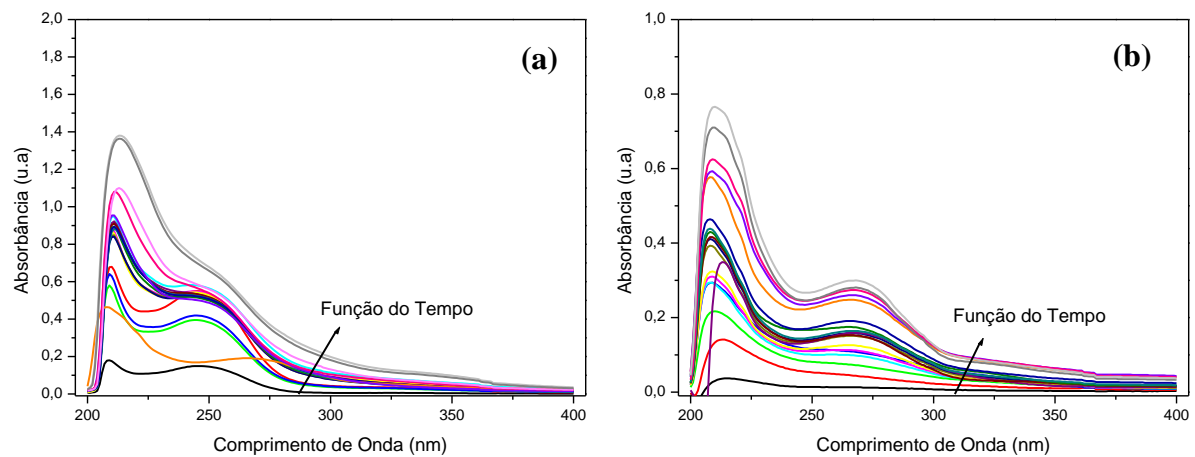 (a)
Absorbância (u.a)
2,0
1,8
1,6
1,4
1,2
1,0
0,8
0,6
0,4
0,2
0,0
Função do Tempo
200 250 300 350 400
Comprimento de Onda (nm)
(b)
Absorbância (u.a)
1,0
0,8
0,6
0,4
0,2
0,0
Função do Tempo
200 250 300 350 400
Comprimento de Onda (nm)